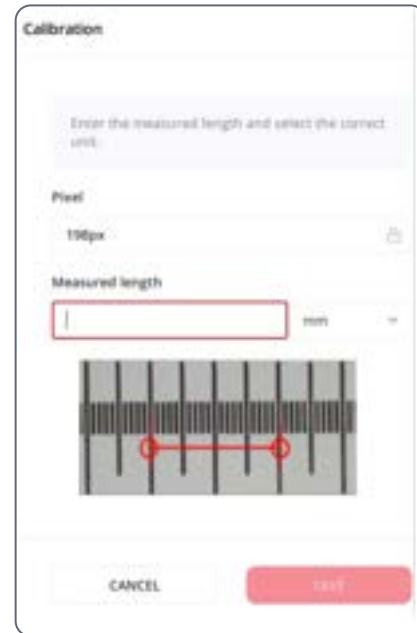 Calibration
Enter the measured length and select the correct
unit.
Pixel
198px
Measured length
mm
CANCEL